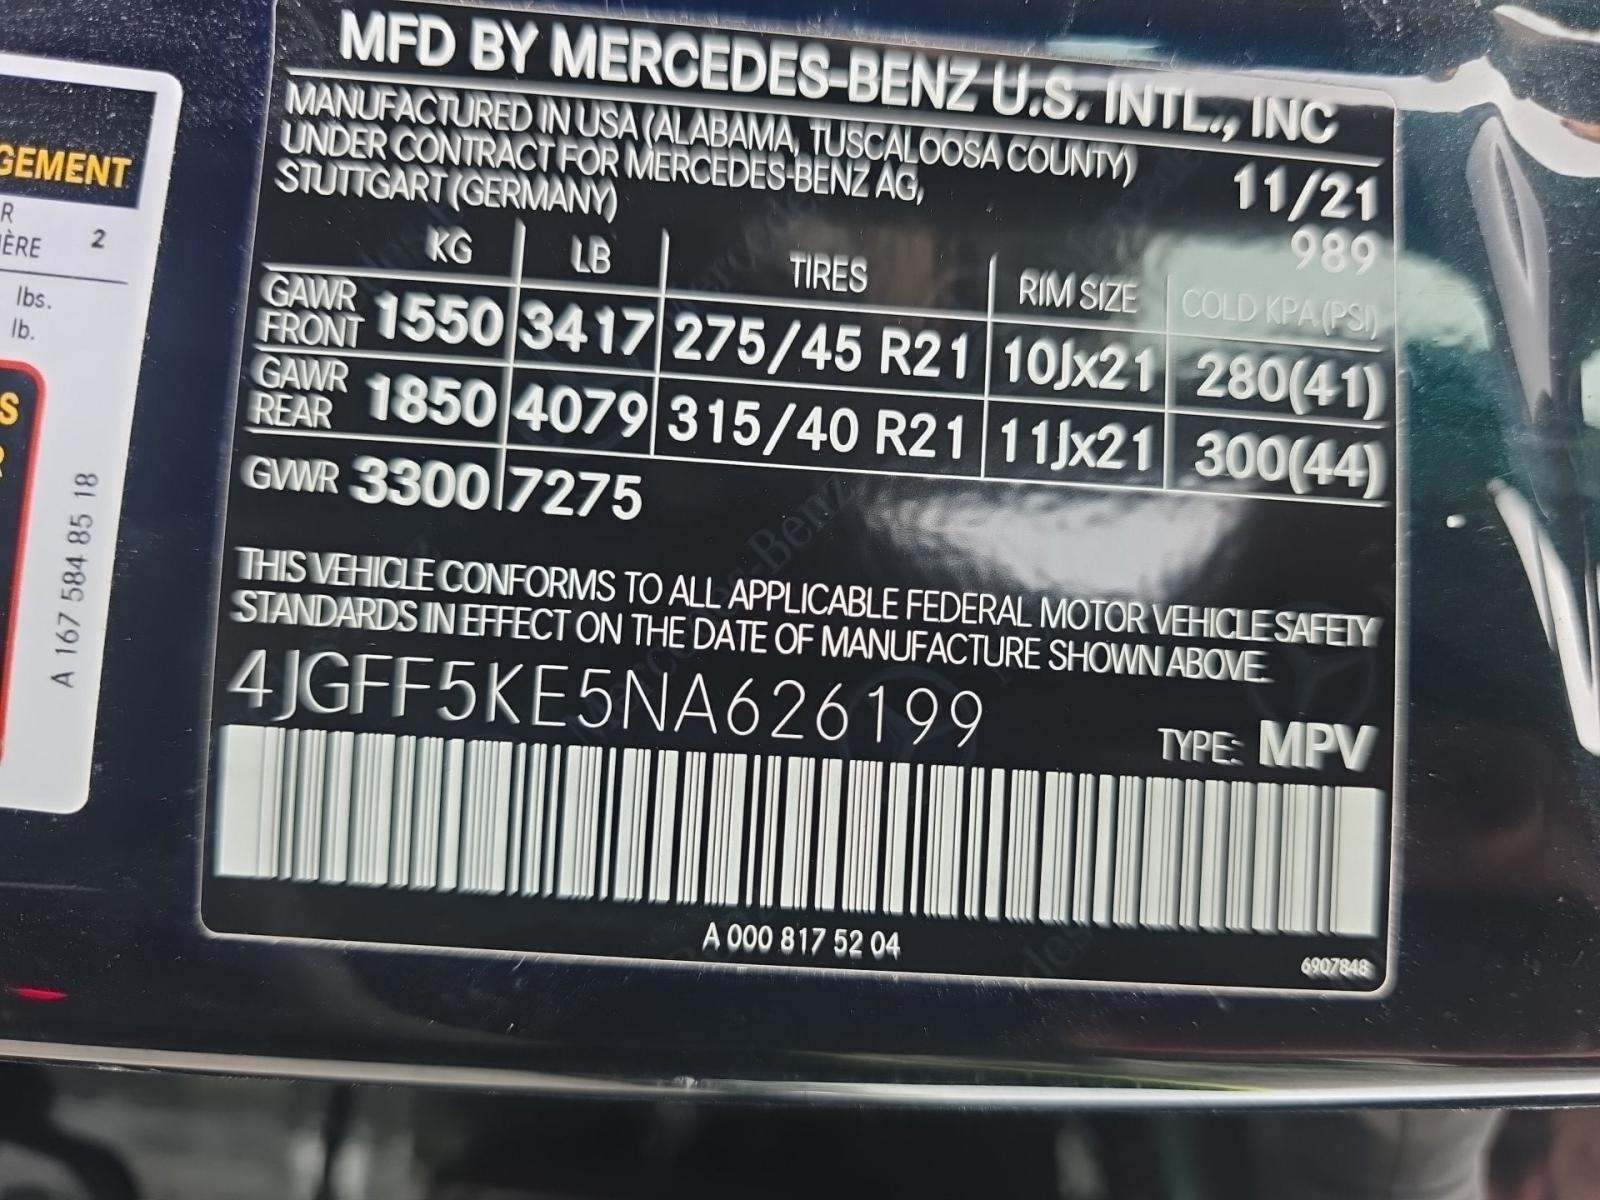 MFD BY MERCEDES-BENZ U.S. INTL., INC
MANUFACTURED IN USA (ALABAMA, TUSCALOOSA COUNTY)
UNDER CONTRACT FOR MERCEDES-BENZ AG,
STUTTGART (GERMANY)
11/21
989
KG LB TIRES RIM SIZE COLD KPA (PSI)
GAWR FRONT 1550 3417 275/45 R21 10Jx21 280(41)
GAWR REAR 1850 4079 315/40 R21 11Jx21 300(44)
GVWR 3300 7275
THIS VEHICLE CONFORMS TO ALL APPLICABLE FEDERAL MOTOR VEHICLE SAFETY
STANDARDS IN EFFECT ON THE DATE OF MANUFACTURE SHOWN ABOVE.
4JGFF5KE5NA626199
TYPE: MPV
A 000 817 52 04
6907848
GEMENT
R
IÈRE 2
lbs.
lb.
S
R
A 167 584 85 18